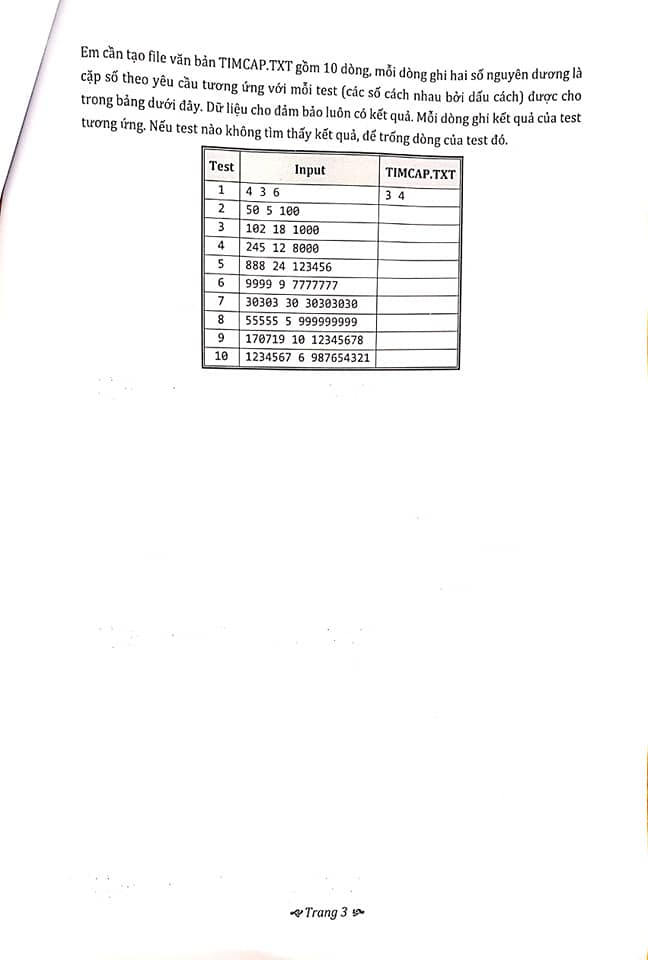 Em cần tạo file văn bản TIMCAP.TXT gồm 10 dòng, mỗi dòng ghi hai số nguyên dương là
cặp số theo yêu cầu tương ứng với mỗi test (các số cách nhau bởi dấu cách) được cho
trong bảng dưới đây. Dữ liệu cho đảm bảo luôn có kết quả. Mỗi dòng ghi kết quả của test
tương ứng. Nếu test nào không tìm thấy kết quả, để trống dòng của test đó.
Test Input TIMCAP.TXT
1 4 3 6 3 4
2 50 5 100
3 102 18 1000
4 245 12 8000
5 888 24 123456
6 9999 9 7777777
7 30303 30 30303030
8 55555 5 999999999
9 170719 10 12345678
10 1234567 6 987654321
Trang 3